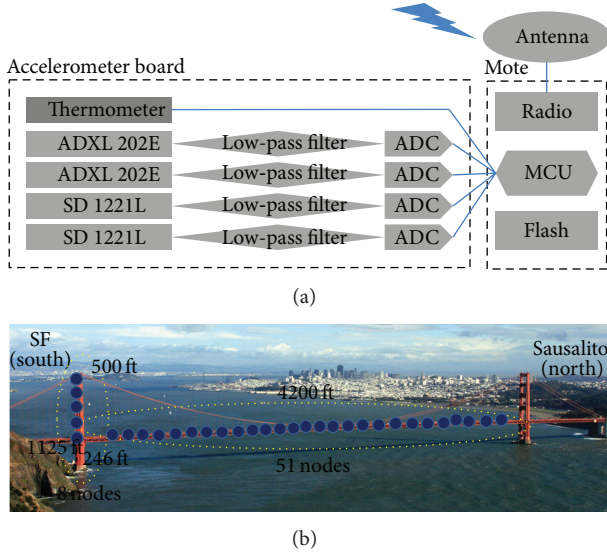 Antenna
Accelerometer board
Mote
Thermometer
Radio
ADXL 202E
Low-pass filter
ADC
ADXL 202E
Low-pass filter
ADC
MCU
SD 1221L
Low-pass filter
ADC
SD 1221L
Low-pass filter
ADC
Flash
(a)
SF
(south)
500 ft
Sausalito
(north)
4200 ft
1125 ft
246 ft
51 nodes
8 nodes
(b)